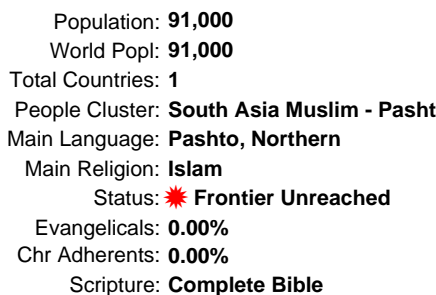 Population: 91,000
World Popl: 91,000
Total Countries: 1
People Cluster: South Asia Muslim - Pasht
Main Language: Pashto, Northern
Main Religion: Islam
Status: Frontier Unreached
Evangelicals: 0.00%
Chr Adherents: 0.00%
Scripture: Complete Bible